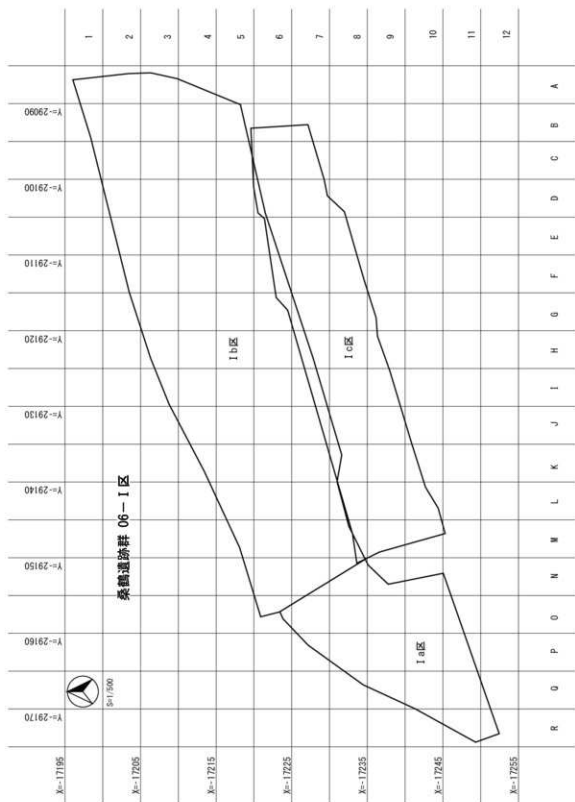 1
2
3
4
5
6
7
8
9
10
11
12
A
B
C
D
E
F
G
H
I
J
K
L
M
N
O
P
Q
R
Y=-29090
Y=-29100
Y=-29110
Y=-29120
Y=-29130
Y=-29140
Y=-29150
Y=-29160
Y=-29170
X=-17195
X=-17205
X=-17215
X=-17225
X=-17235
X=-17245
X=-17255
桑鶴遺跡群 06－Ⅰ区
S=1/500
Ⅰb区
Ⅰc区
Ⅰa区